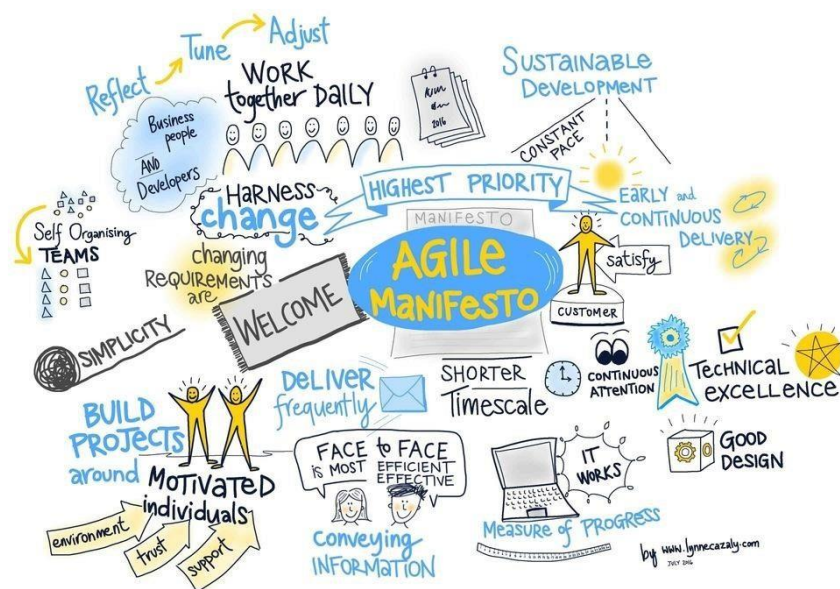 Reflect
Tune
Adjust
WORK
together DAILY
Business
people
AND
Developers
2016
SUSTAINABLE
DEVELOPMENT
CONSTANT
PACE
HARNESS
change
HIGHEST PRIORITY
EARLY and
CONTINUOUS
DELIVERY
Self Organising
TEAMS
changing
REQUIREMENTS
are
WELCOME
MANIFESTO
AGILE
MANIFESTO
satisfy
CUSTOMER
SIMPLICITY
DELIVER
frequently
SHORTER
Timescale
CONTINUOUS
ATTENTION
TECHNICAL
excelleNCE
BUILD
PROJECTS
around
MOTIVATED
individuals
environment
trust
support
FACE to FACE
is MOST EFFICIENT
EFFECTIVE
Conveying
INFORMATION
IT
WORKS
Measure of PROGRESS
GOOD
DESIGN
by www.lynnecazaly.com
JULY 2016